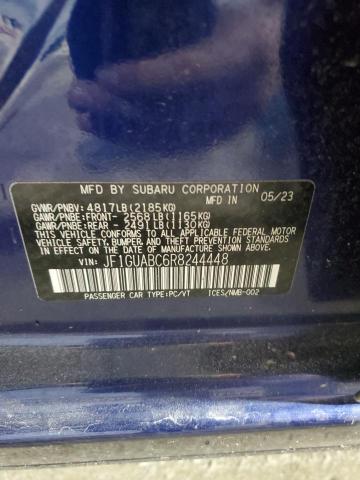 MFD BY SUBARU CORPORATION
MFD IN 05/23
GVWR/PNBV: 4817LB(2185KG)
GAWR/PNBE: FRONT- 2568LB(1165KG)
GAWR/PNBE: REAR - 2491LB(1130KG)
THIS VEHICLE CONFORMS TO ALL APPLICABLE FEDERAL MOTOR
VEHICLE SAFETY, BUMPER, AND THEFT PREVENTION STANDARDS
IN EFFECT ON THE DATE OF MANUFACTURE SHOWN ABOVE.
VIN: JF1GUABC6R8244448
PASSENGER CAR TYPE:PC/VT ICES/NMB-002